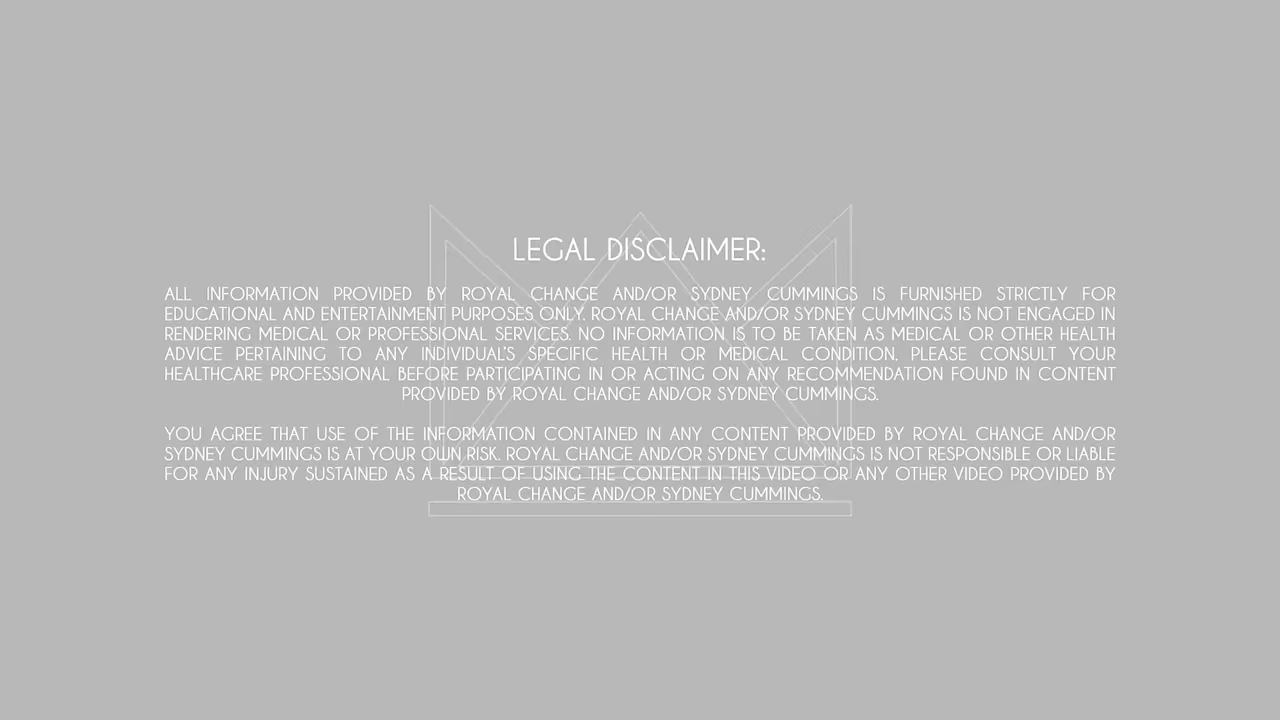 LEGAL DISCLAIMER:
ALL INFORMATION PROVIDED BY ROYAL CHANGE AND/OR SYDNEY CUMMINGS IS FURNISHED STRICTLY FOR
EDUCATIONAL AND ENTERTAINMENT PURPOSES ONLY. ROYAL CHANGE AND/OR SYDNEY CUMMINGS IS NOT ENGAGED IN
RENDERING MEDICAL OR PROFESSIONAL SERVICES. NO INFORMATION IS TO BE TAKEN AS MEDICAL OR OTHER HEALTH
ADVICE PERTAINING TO ANY INDIVIDUAL'S SPECIFIC HEALTH OR MEDICAL CONDITION. PLEASE CONSULT YOUR
HEALTHCARE PROFESSIONAL BEFORE PARTICIPATING IN OR ACTING ON ANY RECOMMENDATION FOUND IN CONTENT
PROVIDED BY ROYAL CHANGE AND/OR SYDNEY CUMMINGS.
YOU AGREE THAT USE OF THE INFORMATION CONTAINED IN ANY CONTENT PROVIDED BY ROYAL CHANGE AND/OR
SYDNEY CUMMINGS IS AT YOUR OWN RISK. ROYAL CHANGE AND/OR SYDNEY CUMMINGS IS NOT RESPONSIBLE OR LIABLE
FOR ANY INJURY SUSTAINED AS A RESULT OF USING THE CONTENT IN THIS VIDEO OR ANY OTHER VIDEO PROVIDED BY
ROYAL CHANGE AND/OR SYDNEY CUMMINGS.